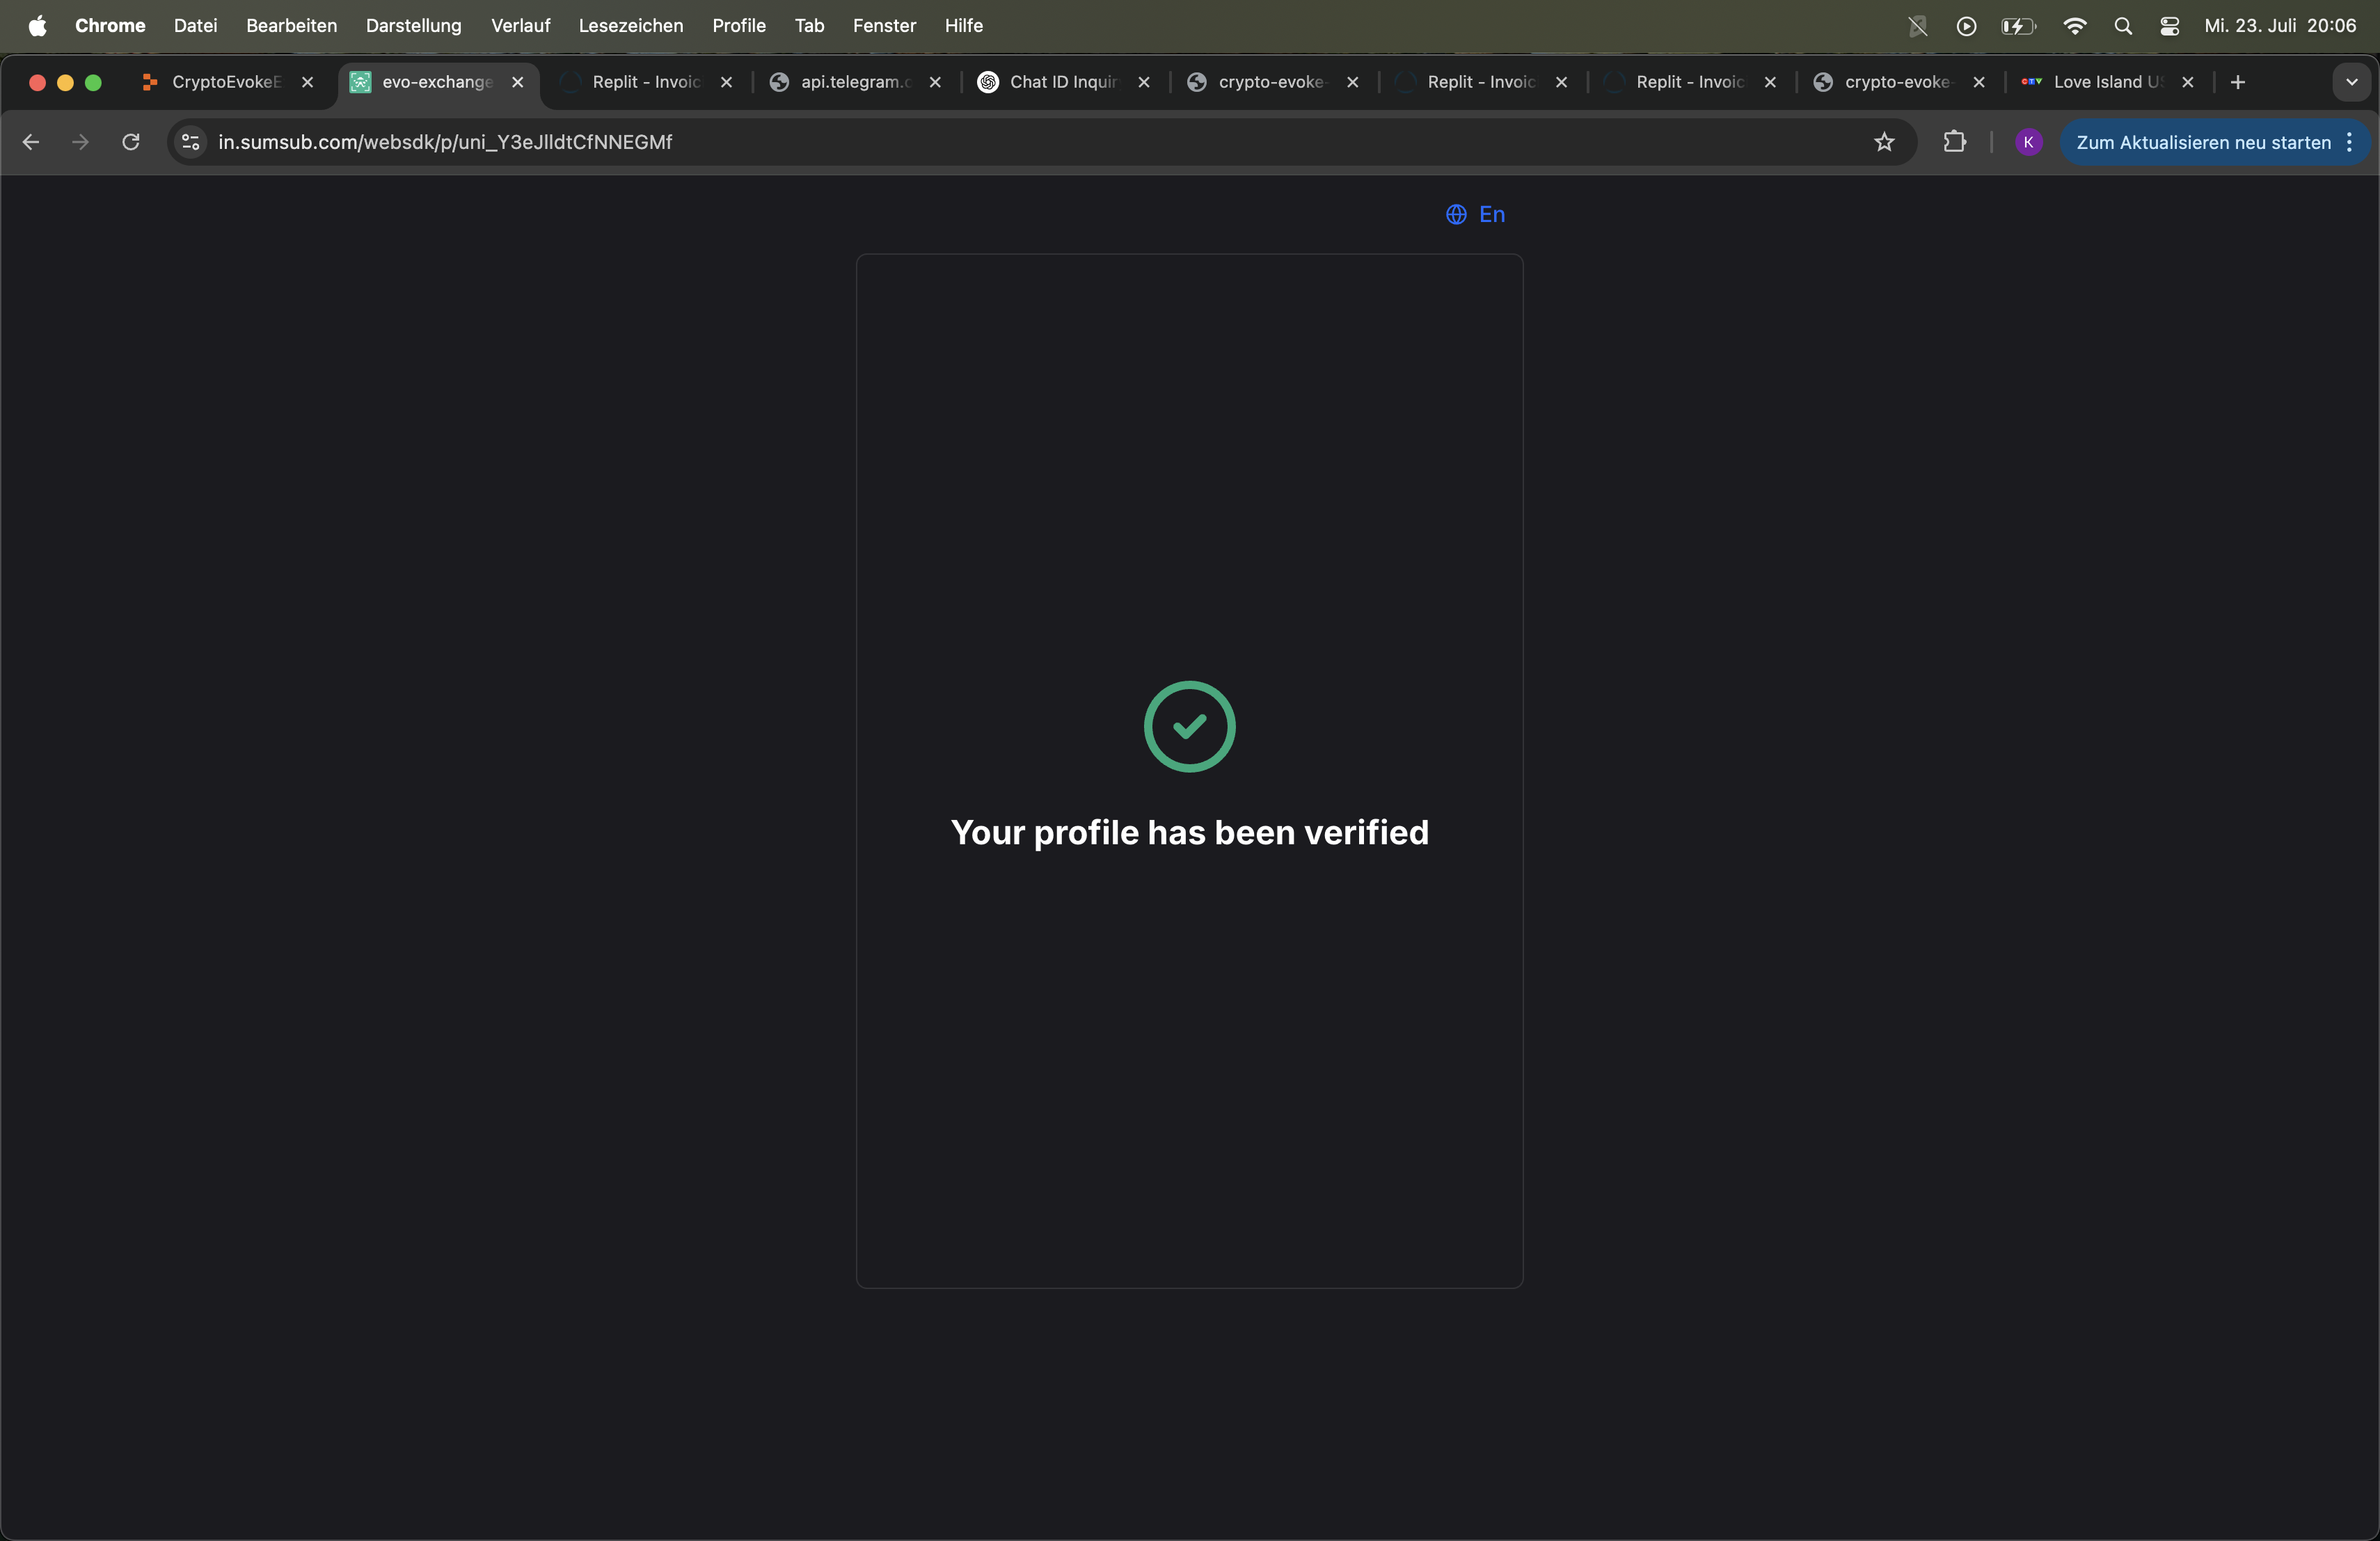 Chrome Datei Bearbeiten Darstellung Verlauf Lesezeichen Profile Tab Fenster Hilfe Mi. 23. Juli 20:06
CryptoEvokeE evo-exchange Replit - Invoic api.telegram.c Chat ID Inquir crypto-evoke- Replit - Invoic Replit - Invoic crypto-evoke- CTV Love Island US
in.sumsub.com/websdk/p/uni_Y3eJlldtCfNNEGMf K Zum Aktualisieren neu starten
En
Your profile has been verified